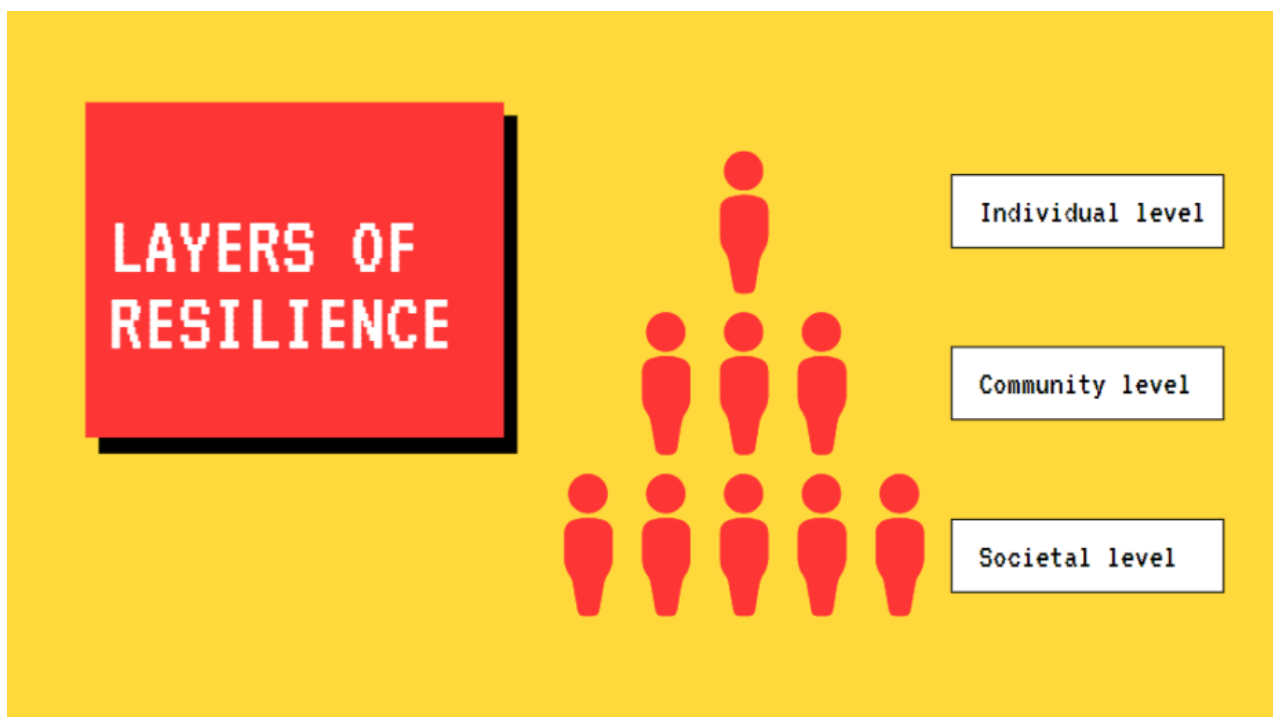 LAYERS OF
RESILIENCE
Individual level
Community level
Societal level